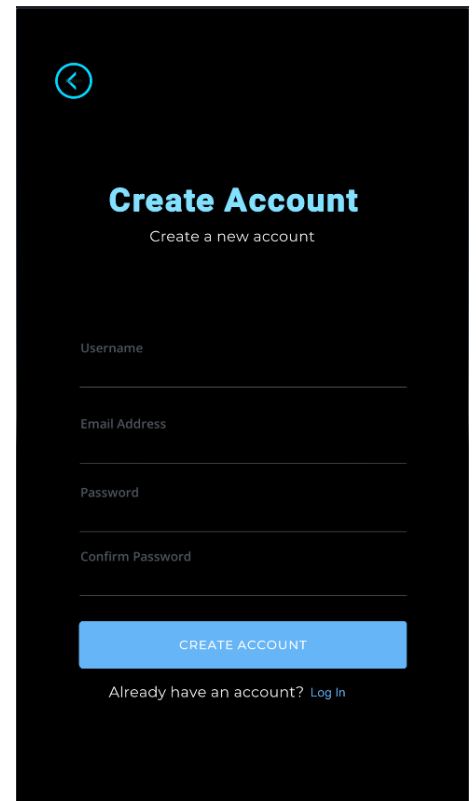 Create Account
Create a new account
Username
Email Address
Password
Confirm Password
CREATE ACCOUNT
Already have an account? Log In